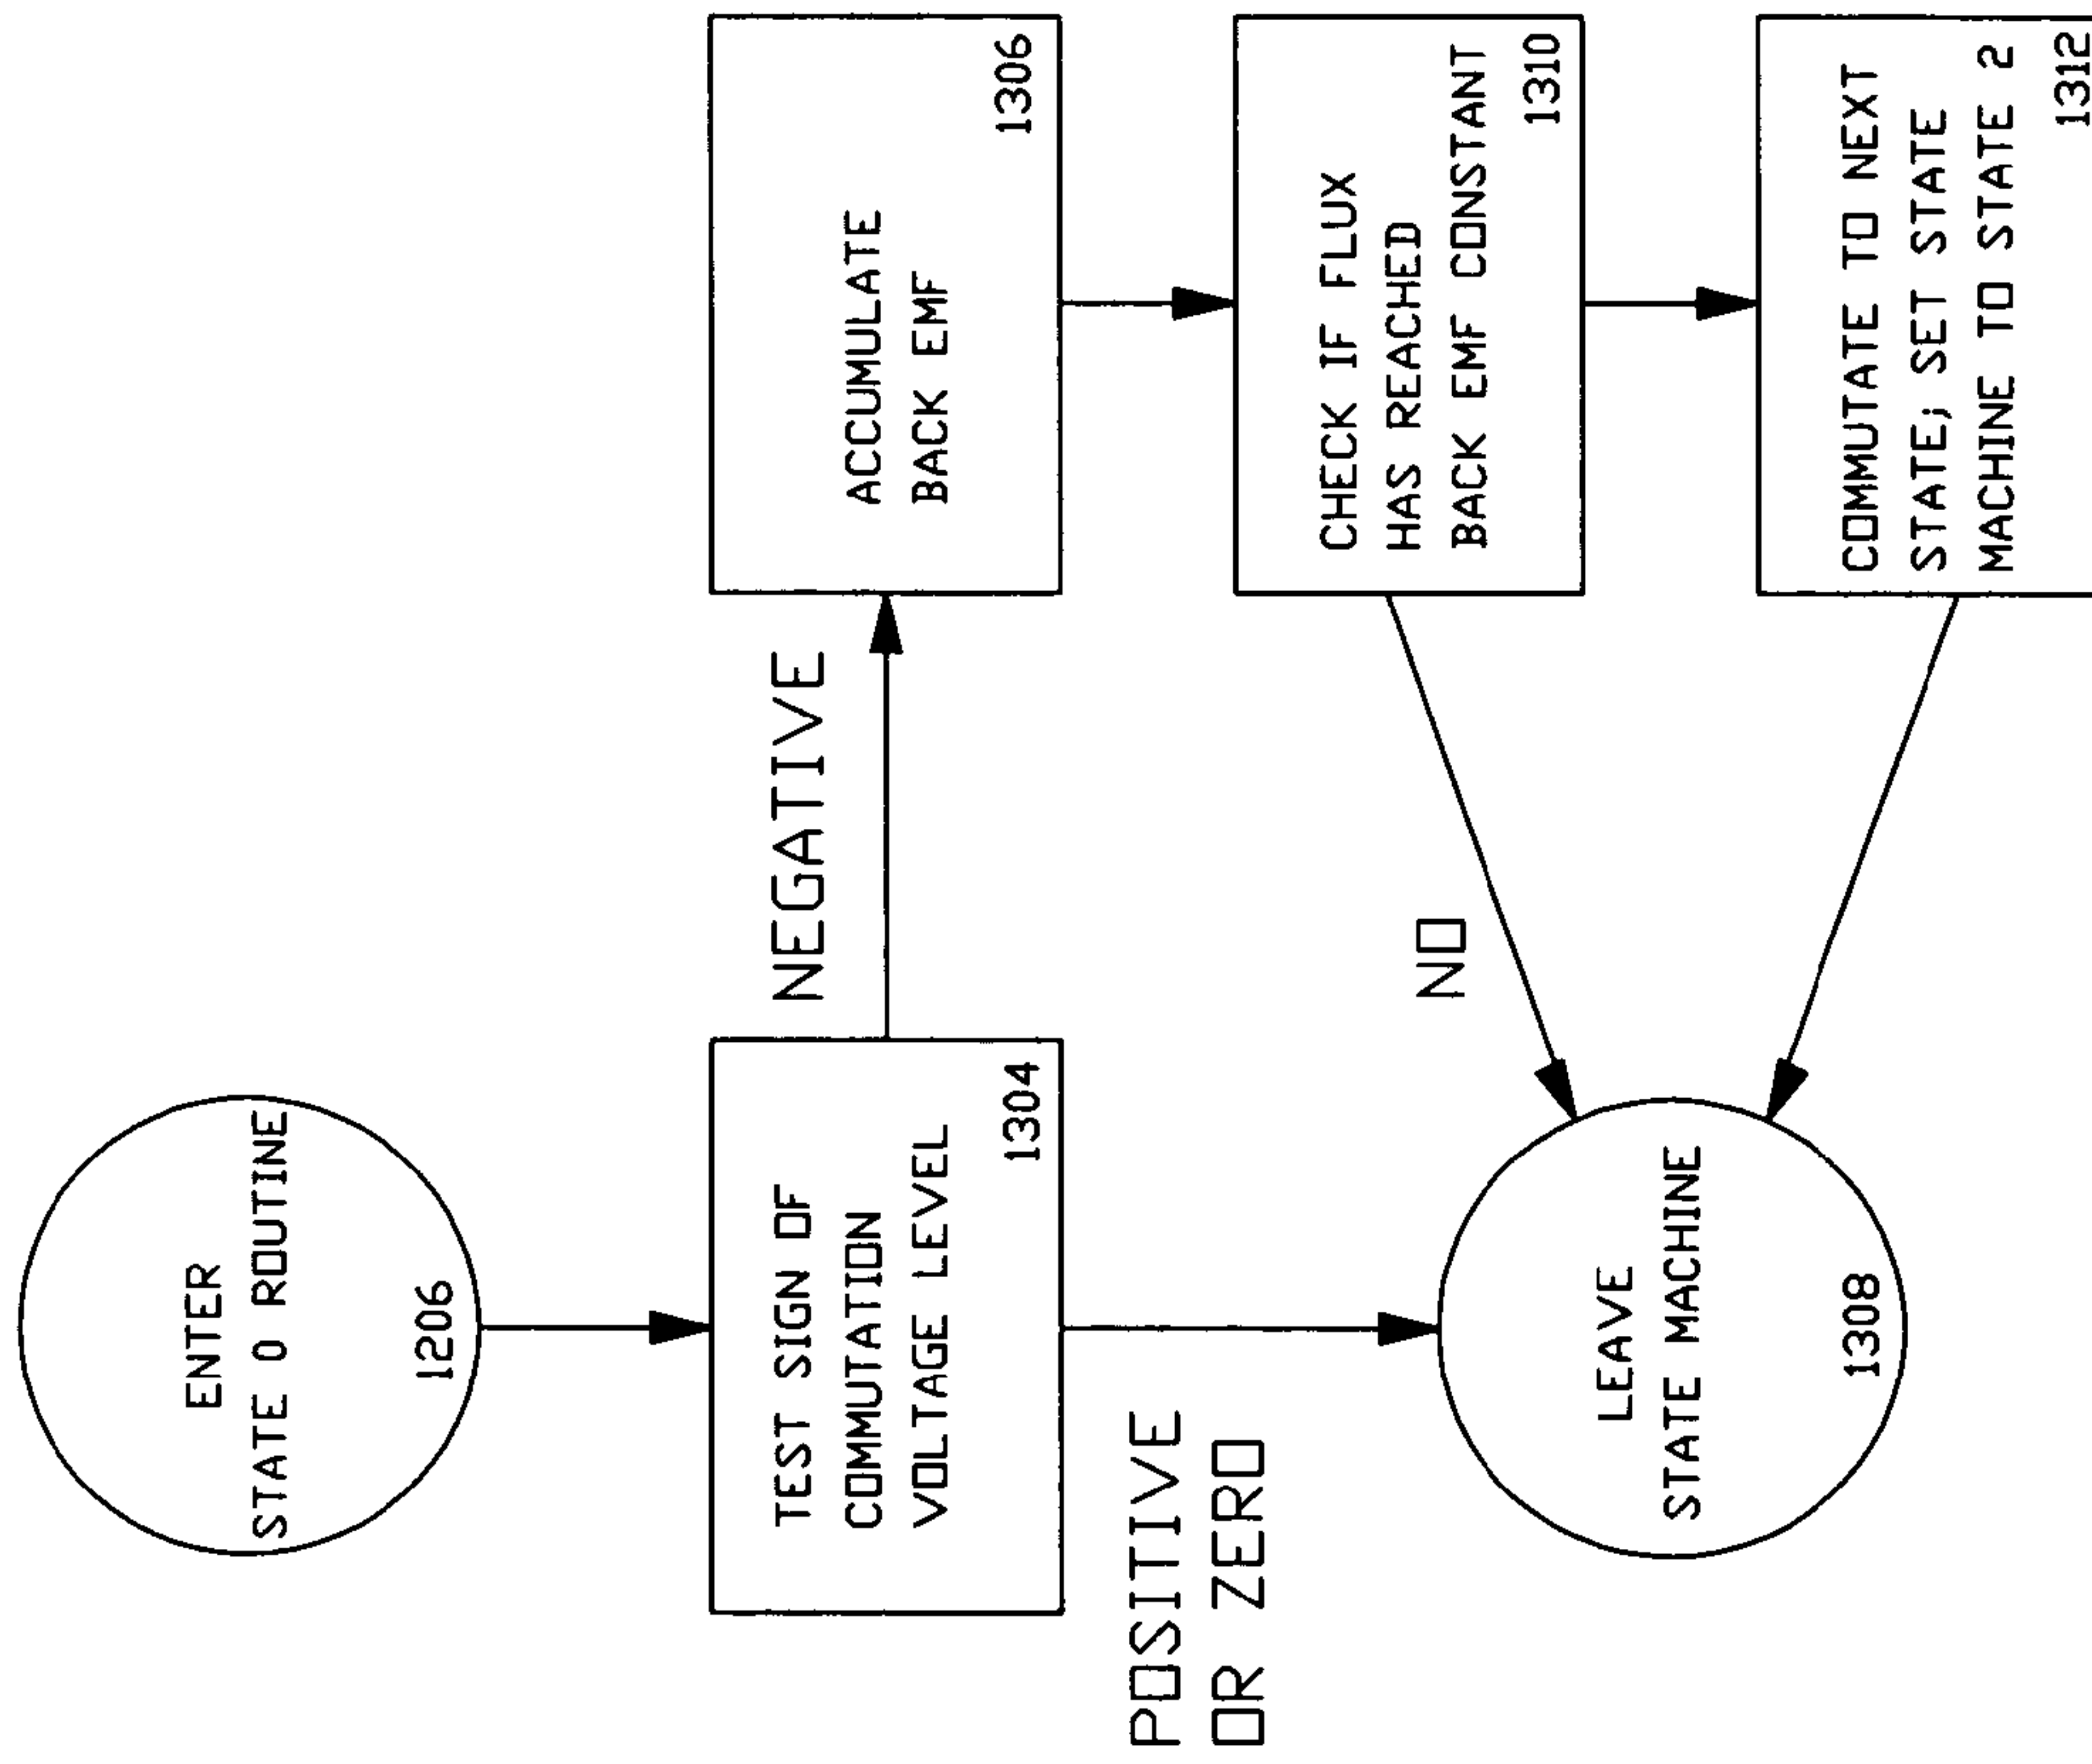 ENTER
STATE 0 ROUTINE
1206
TEST SIGN OF
COMMUTATION
VOLTAGE LEVEL
1304
NEGATIVE
ACCUMULATE
BACK EMF
1306
POSITIVE
OR ZERO
CHECK IF FLUX
HAS REACHED
BACK EMF CONSTANT
1310
NO
LEAVE
STATE MACHINE
1308
COMMUTATE TO NEXT
STATE; SET STATE
MACHINE TO STATE 2
1312